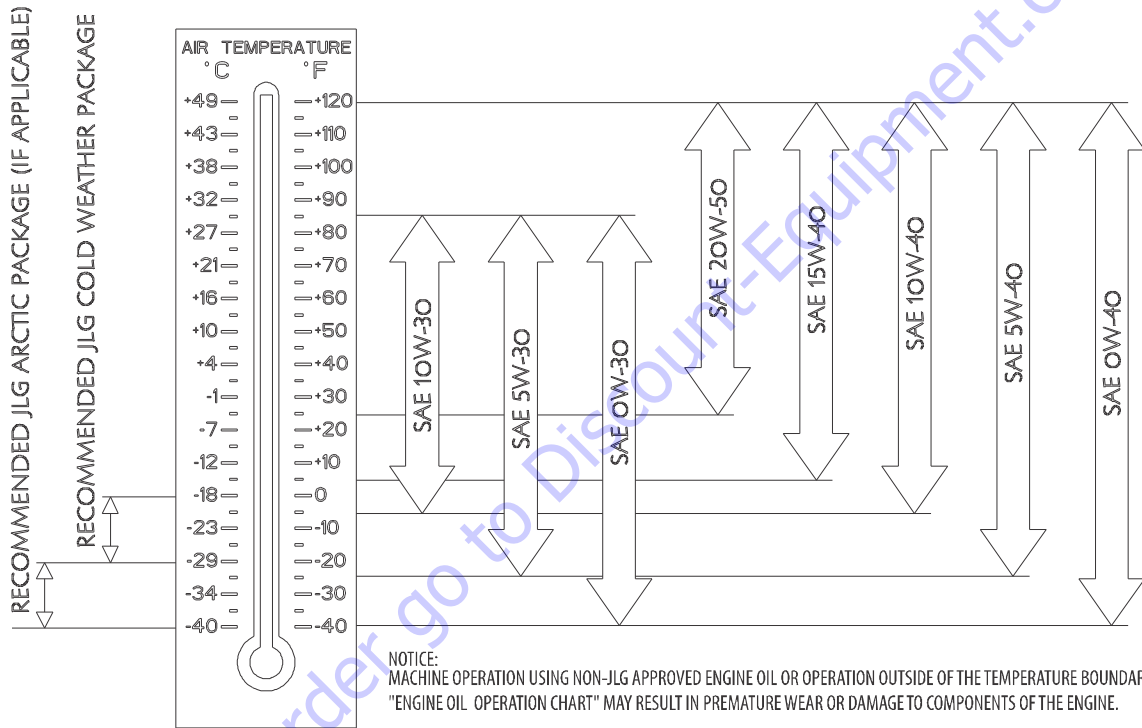 RECOMMENDED JLG ARCTIC PACKAGE (IF APPLICABLE)
RECOMMENDED JLG COLD WEATHER PACKAGE
AIR TEMPERATURE
°C °F
+49 +120
+43 +110
+38 +100
+32 +90
+27 +80
+21 +70
+16 +60
+10 +50
+4 +40
-1 +30
-7 +20
-12 +10
-18 0
-23 -10
-29 -20
-34 -30
-40 -40
SAE 10W-30
SAE 5W-30
SAE 0W-30
SAE 20W-50
SAE 15W-40
SAE 10W-40
SAE 5W-40
SAE 0W-40
NOTICE:
MACHINE OPERATION USING NON-JLG APPROVED ENGINE OIL OR OPERATION OUTSIDE OF THE TEMPERATURE
"ENGINE OIL OPERATION CHART" MAY RESULT IN PREMATURE WEAR OR DAMAGE TO COMPONENTS OF THE ENGINE.
go to Discount-Equipment.